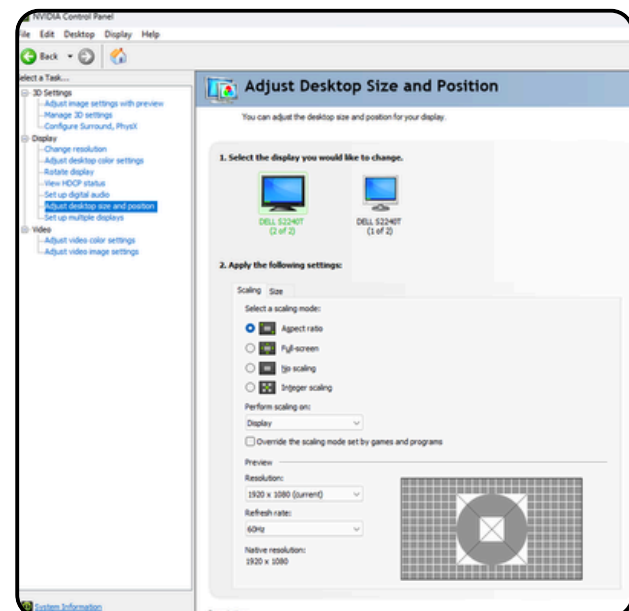 NVIDIA Control Panel
File Edit Desktop Display Help
Back
Select a Task...
3D Settings
Adjust image settings with preview
Manage 3D settings
Configure Surround, PhysX
Display
Change resolution
Adjust desktop color settings
Rotate display
View HDCP status
Set up digital audio
Adjust desktop size and position
Set up multiple displays
Video
Adjust video color settings
Adjust video image settings
System Information
Adjust Desktop Size and Position
You can adjust the desktop size and position for your display.
1. Select the display you would like to change.
DELL S2240T
(2 of 2)
DELL S2240T
(1 of 2)
2. Apply the following settings:
Scaling Size
Select a scaling mode:
Aspect ratio
Full-screen
No scaling
Integer scaling
Perform scaling on:
Display
Override the scaling mode set by games and programs
Preview
Resolution:
1920 x 1080 (current)
Refresh rate:
60Hz
Native resolution:
1920 x 1080